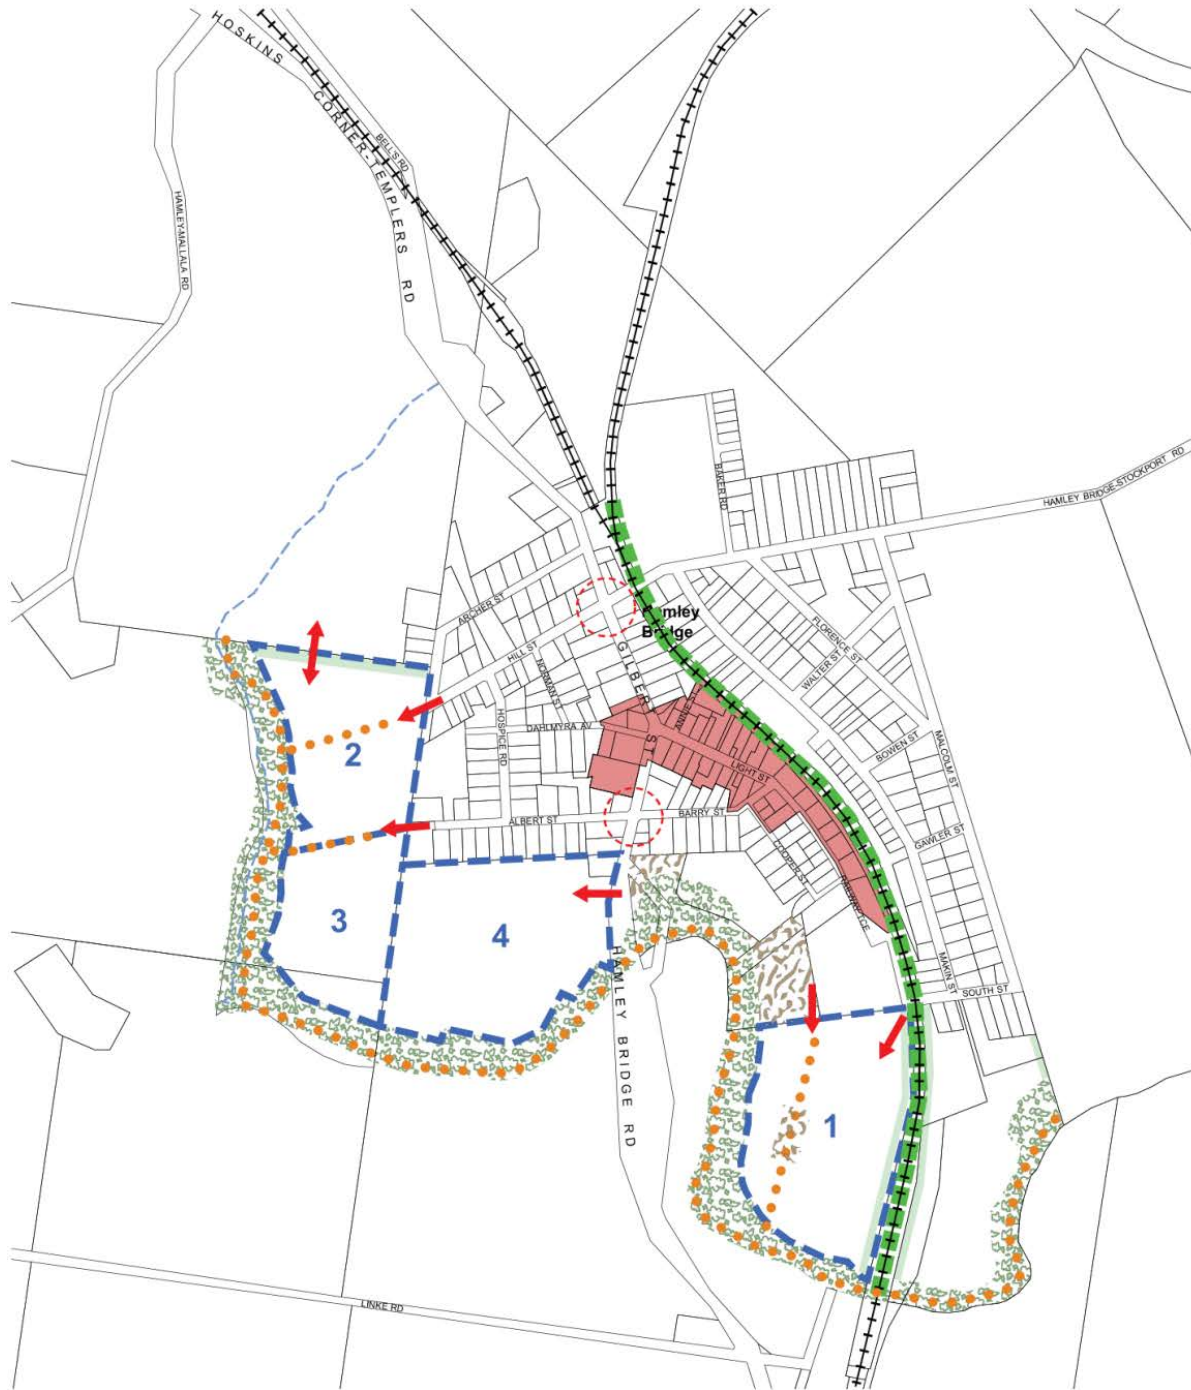 HOSKINS CORNER-TEMPLERS RD
BELL'S RD
HAMLEY-MALLALA RD
BAKER RD
HAMLEY BRIDGE-STOCKPORT RD
ARCHER ST
HILL ST
NORMAN ST
HOSPICE RD
DAHLMYRA AV
GILBERT ST
ANNIE ST
LIGHT ST
FLORENCE ST
WALTER ST
BOWEN ST
MALCOLM ST
GAWLER ST
ALBERT ST
BARRY ST
COOPER ST
RAILWAY TCE
MAKIN ST
SOUTH ST
HAMLEY BRIDGE RD
LINKE RD
2
3
4
1